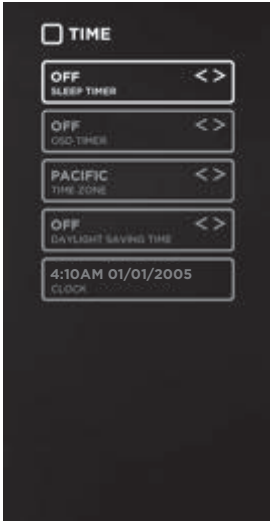 TIME
OFF < >
SLEEP TIMER
OFF < >
OSD TIMER
PACIFIC < >
TIME ZONE
OFF < >
DAYLIGHT SAVING TIME
4:10AM 01/01/2005
CLOCK